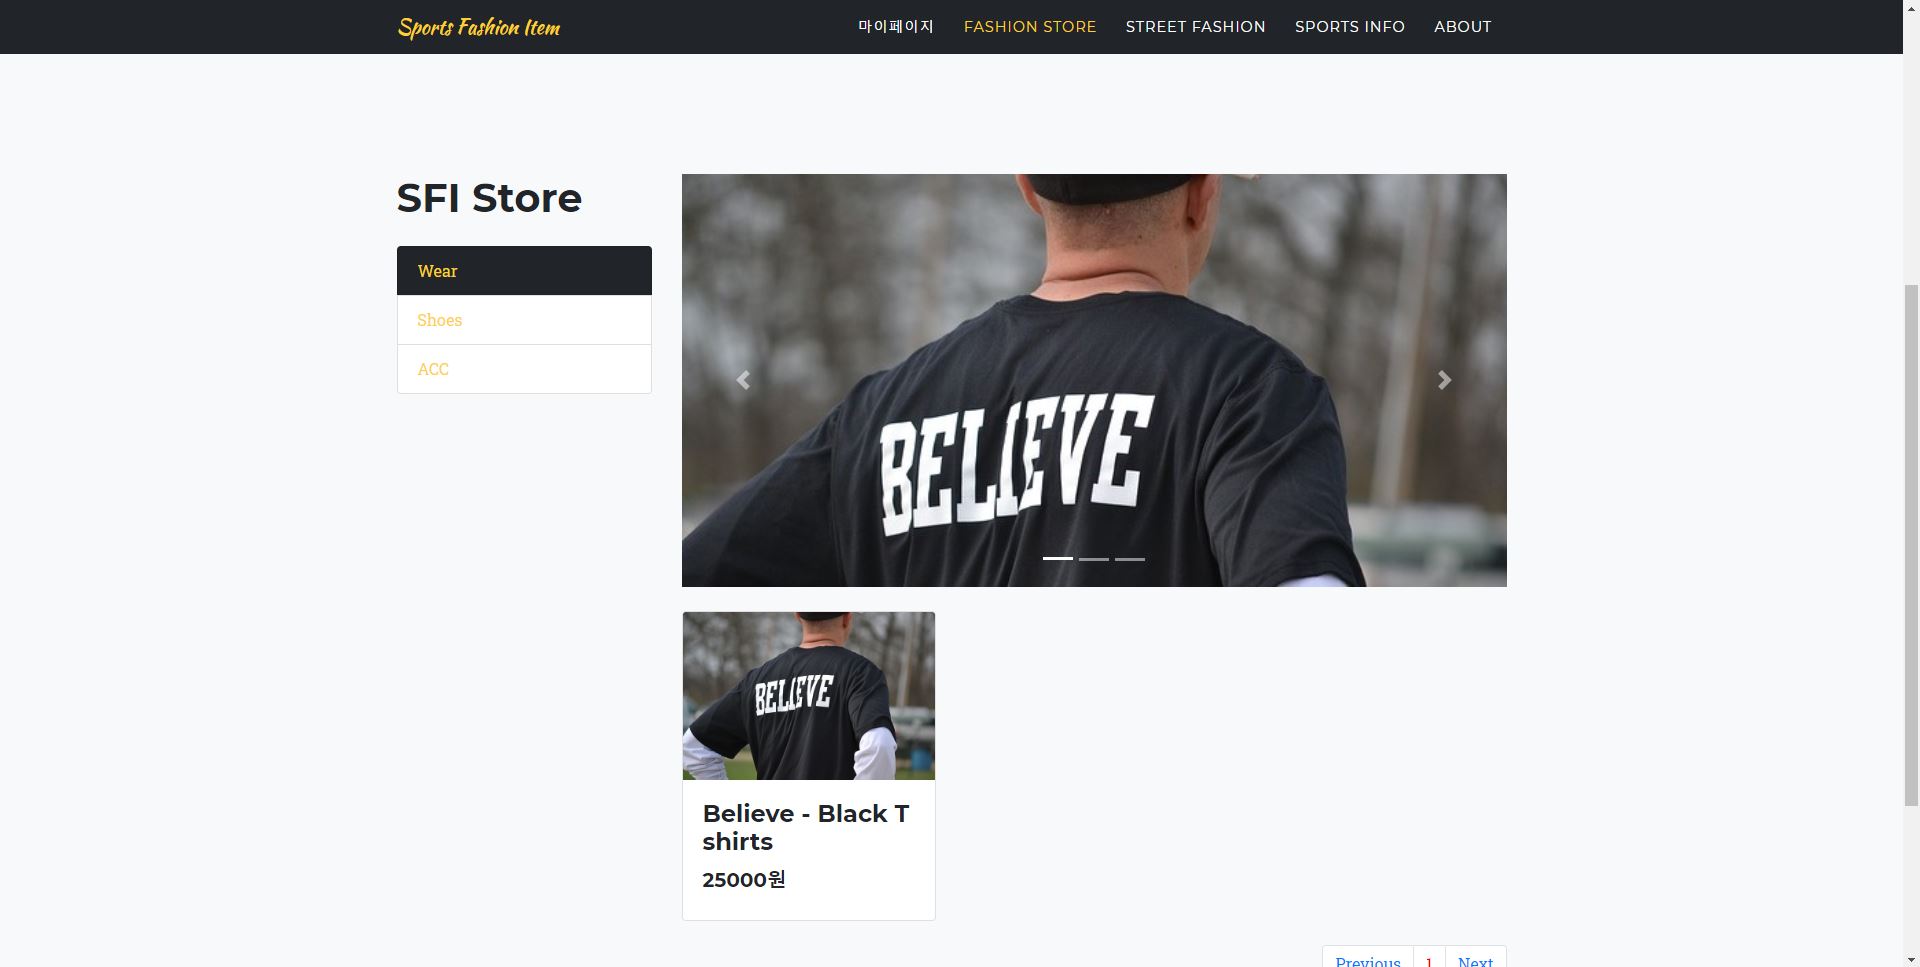 Sports Fashion Item
마이페이지
FASHION STORE
STREET FASHION
SPORTS INFO
ABOUT
SFI Store
Wear
Shoes
ACC
BELIEVE
BELIEVE
Believe - Black T
shirts
25000원
Previous
1
Next